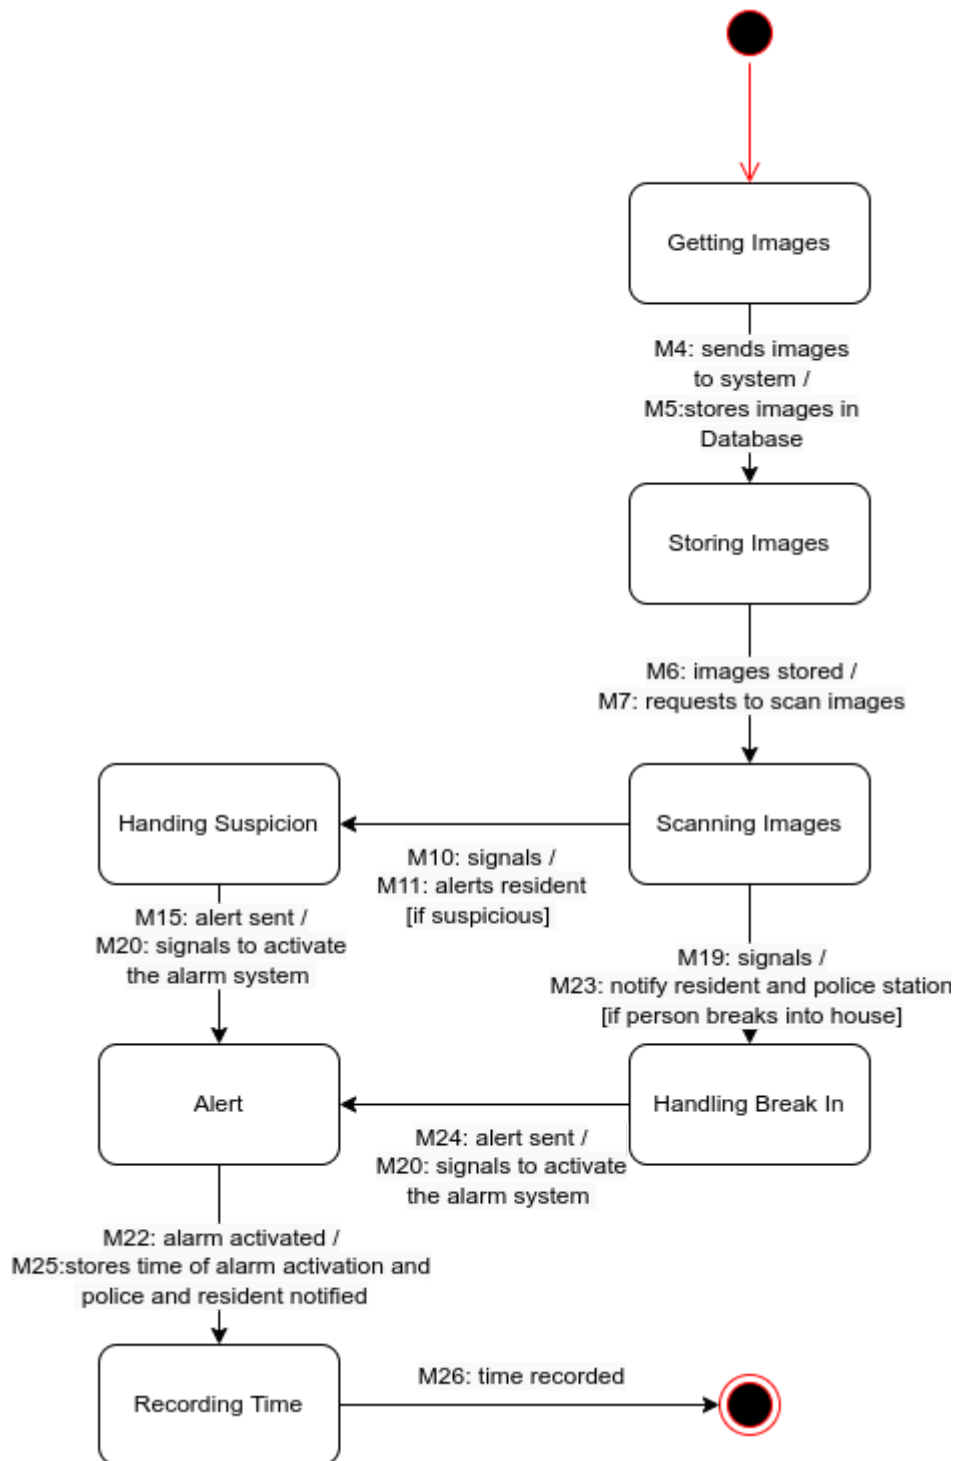 Getting Images
M4: sends images
to system /
M5:stores images in
Database
Storing Images
M6: images stored /
M7: requests to scan images
Handing Suspicion
Scanning Images
M10: signals /
M11: alerts resident
[if suspicious]
M15: alert sent /
M20: signals to activate
the alarm system
M19: signals /
M23: notify resident and police station
[if person breaks into house]
Alert
Handling Break In
M24: alert sent /
M20: signals to activate
the alarm system
M22: alarm activated /
M25:stores time of alarm activation and
police and resident notified
Recording Time
M26: time recorded